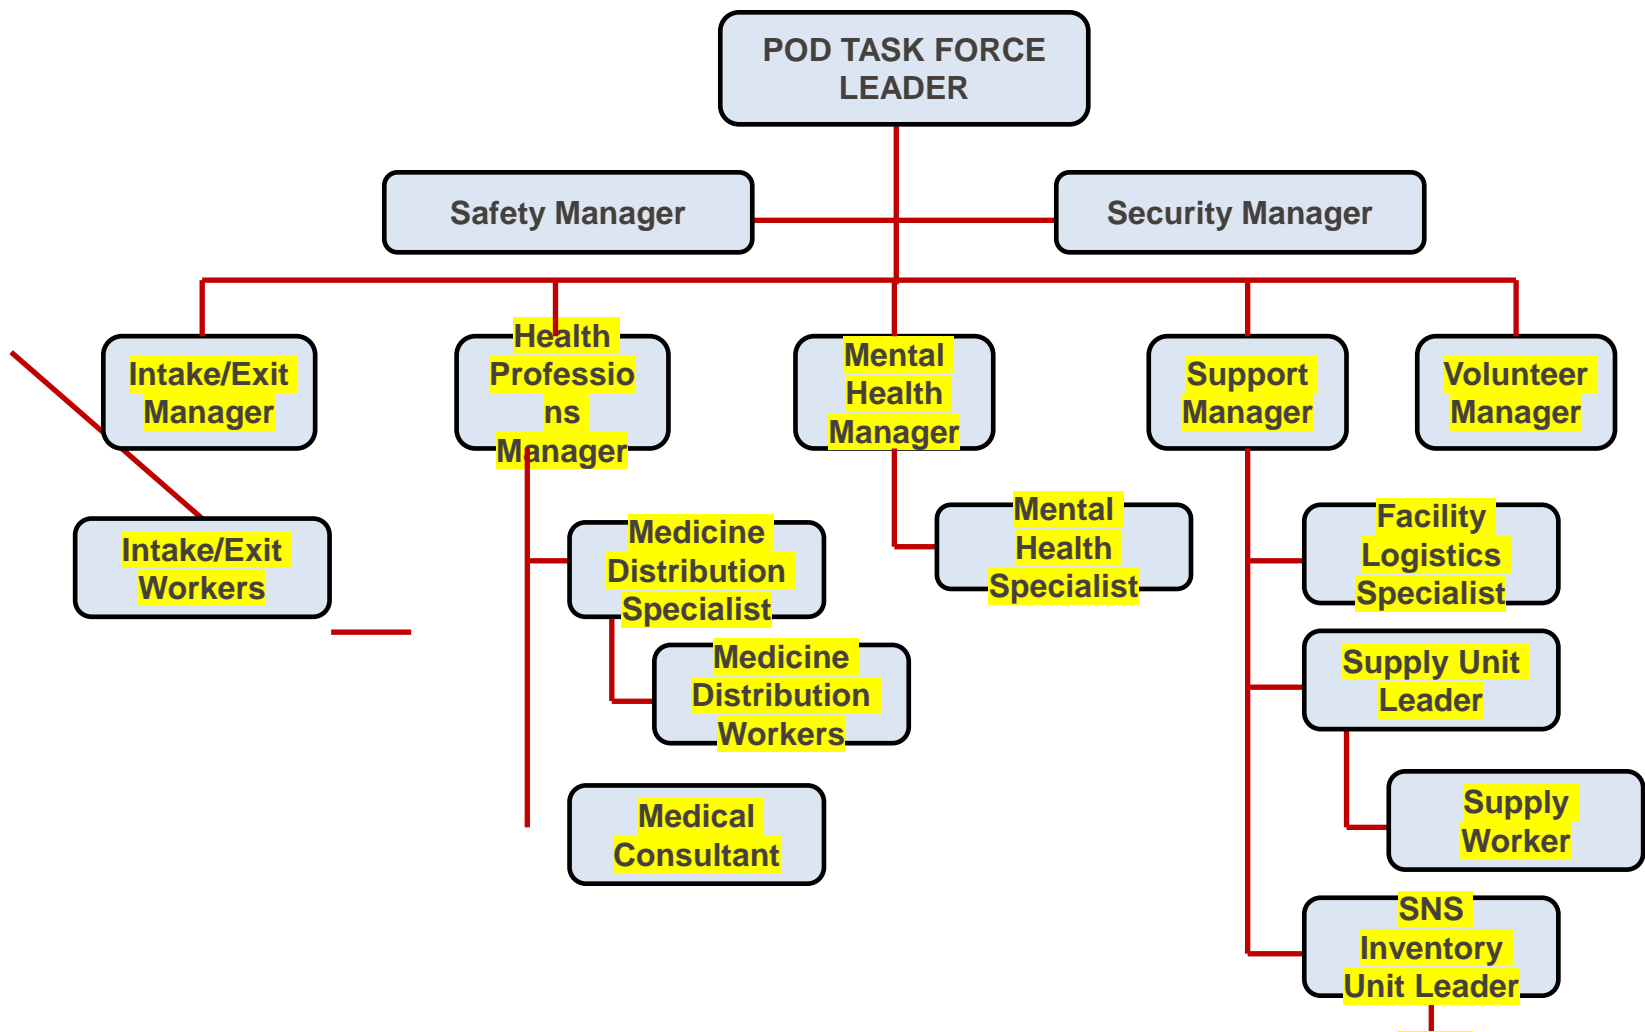 POD TASK FORCE
LEADER
Safety Manager
Security Manager
Intake/Exit
Manager
Health
Professio
ns
Manager
Mental
Health
Manager
Support
Manager
Volunteer
Manager
Intake/Exit
Workers
Medicine
Distribution
Specialist
Mental
Health
Specialist
Facility
Logistics
Specialist
Medicine
Distribution
Workers
Supply Unit
Leader
Medical
Consultant
Supply
Worker
SNS
Inventory
Unit Leader